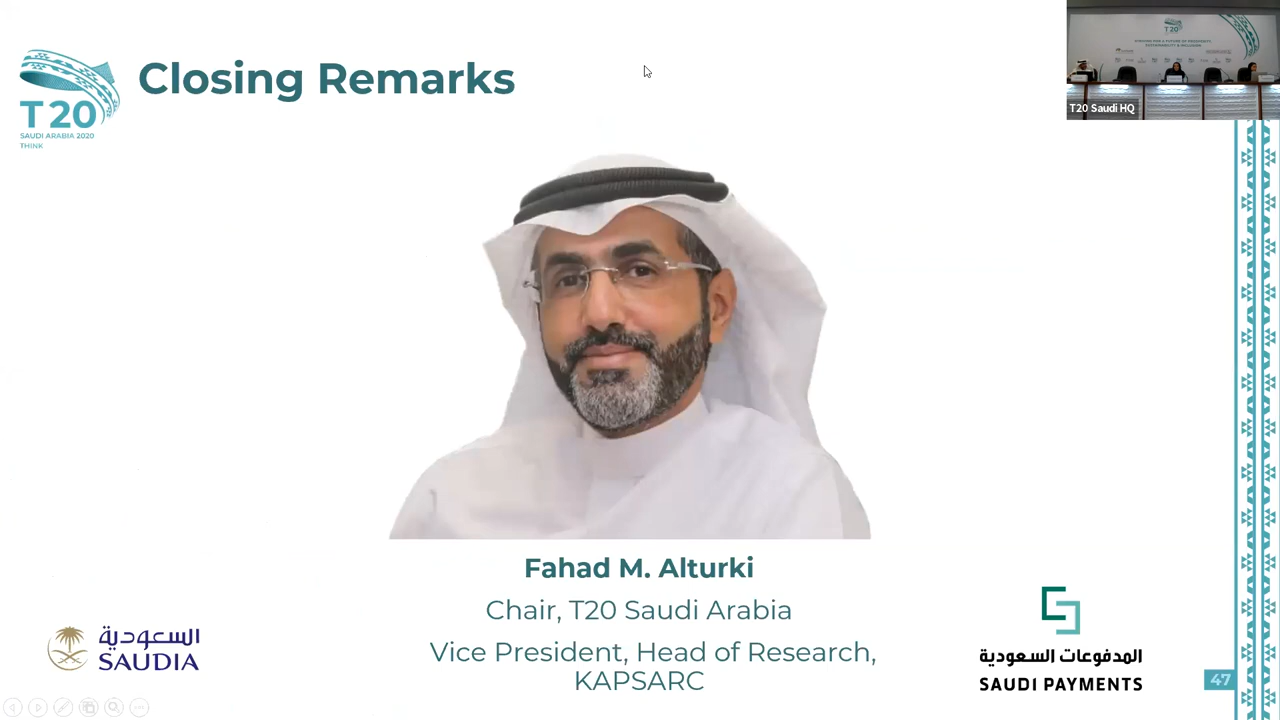 Closing Remarks
T20
SAUDI ARABIA 2020
THINK
T20
T20 Saudi HQ
Fahad M. Alturki
Chair, T20 Saudi Arabia
Vice President, Head of Research,
KAPSARC
السعودية
SAUDIA
المدفوعات السعودية
SAUDI PAYMENTS
47